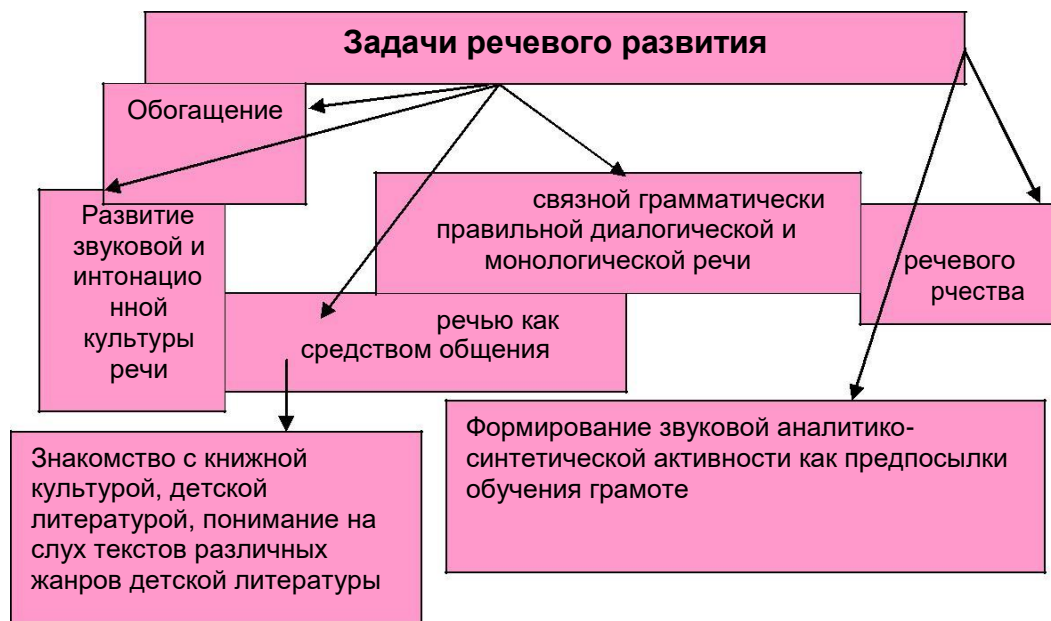 Задачи речевого развития
Обогащение
Развитие
звуковой и
интонацио
нной
культуры
речи
связной грамматически
правильной диалогической и
монологической речи
речевого
рчества
речью как
средством общения
Знакомство с книжной
культурой, детской
литературой, понимание на
слух текстов различных
жанров детской литературы
Формирование звуковой аналитико-
синтетической активности как предпосылки
обучения грамоте